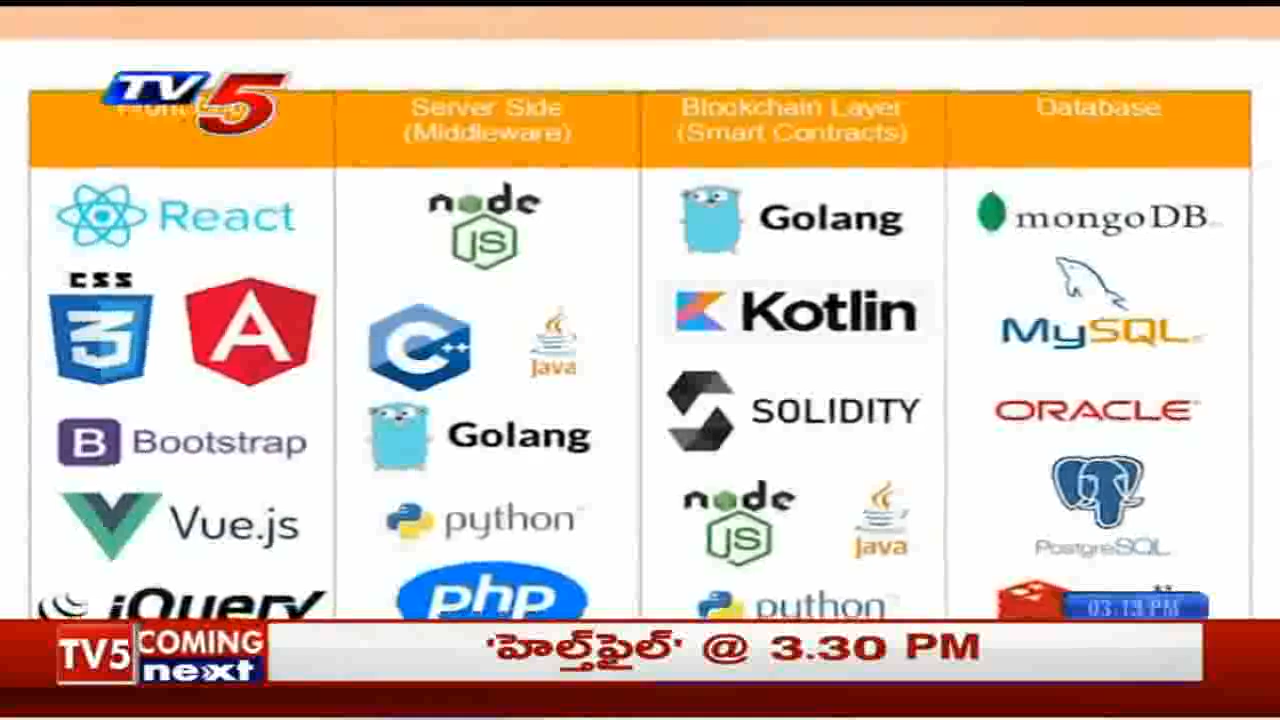 TV5
Server Side
(Middleware)
Blockchain Layer
(Smart Contracts)
Database
React
node
JS
Golang
mongoDB
CSS
3
A
C++
Java
Kotlin
MySQL
Bootstrap
B
Golang
SOLIDITY
ORACLE
Vue.js
python
node
JS
Java
PostgreSQL
jQuery
php
python
03:13 PM
TV5 COMING next
'హెల్త్‌ఫైల్' @ 3.30 PM